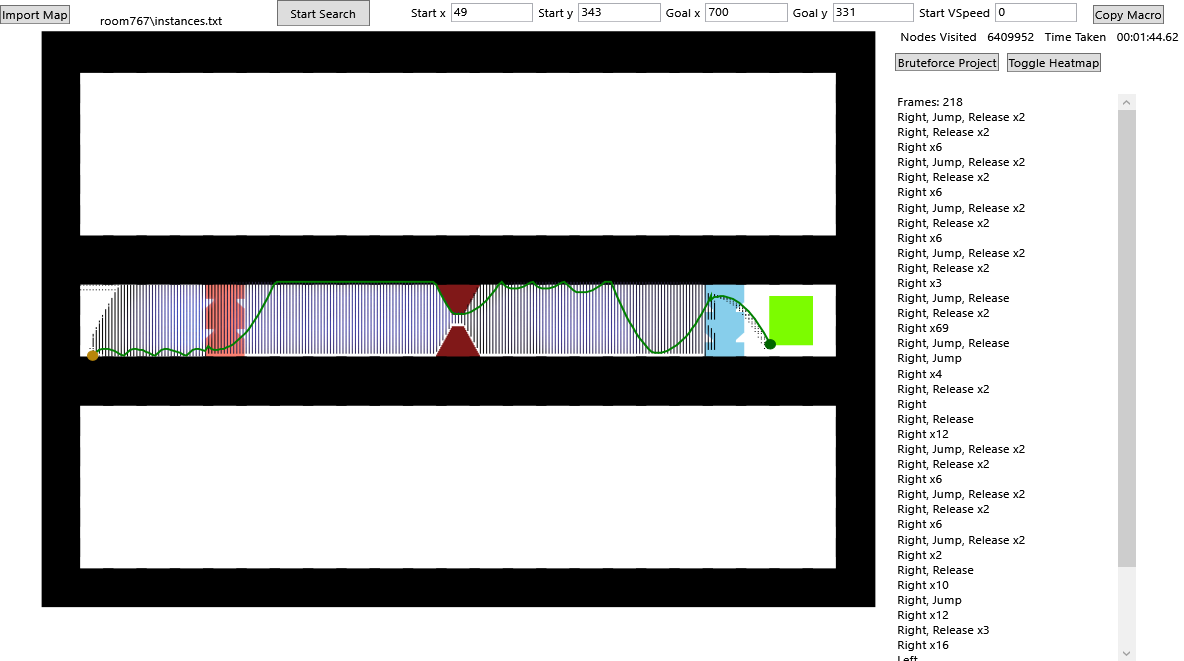 Import Map
room767\instances.txt
Start Search
Start x 49 Start y 343 Goal x 700 Goal y 331 Start VSpeed 0
Copy Macro
Nodes Visited 6409952 Time Taken 00:01:44.62
Bruteforce Project Toggle Heatmap
Frames: 218
Right, Jump, Release x2
Right, Release x2
Right x6
Right, Jump, Release x2
Right, Release x2
Right x6
Right, Jump, Release x2
Right, Release x2
Right x6
Right, Jump, Release x2
Right, Release x2
Right x3
Right, Jump, Release
Right, Release x2
Right x69
Right, Jump, Release
Right, Jump
Right x4
Right, Release x2
Right
Right, Release
Right x12
Right, Jump, Release x2
Right, Release x2
Right x6
Right, Jump, Release x2
Right, Release x2
Right x6
Right, Jump, Release x2
Right x2
Right, Release
Right x10
Right, Jump
Right x12
Right, Release x3
Right x16
Left